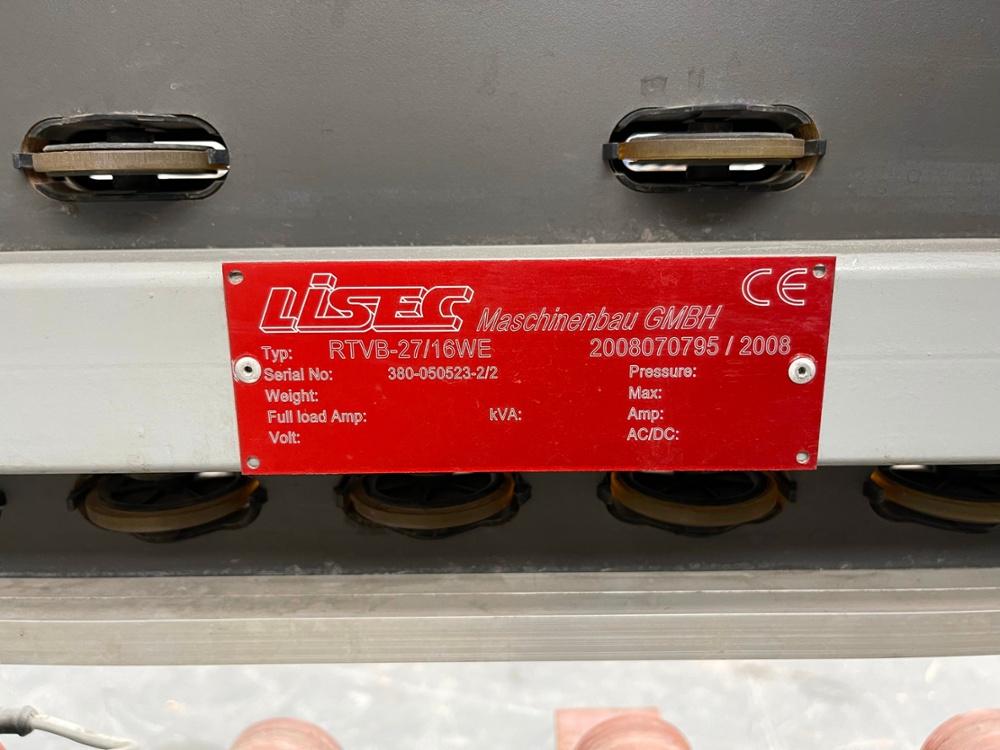 LiSEC Maschinenbau GMBH CE
Typ: RTVB-27/16WE 2008070795 / 2008
Serial No: 380-050523-2/2 Pressure:
Weight: Max:
Full load Amp: kVA: Amp:
Volt: AC/DC: